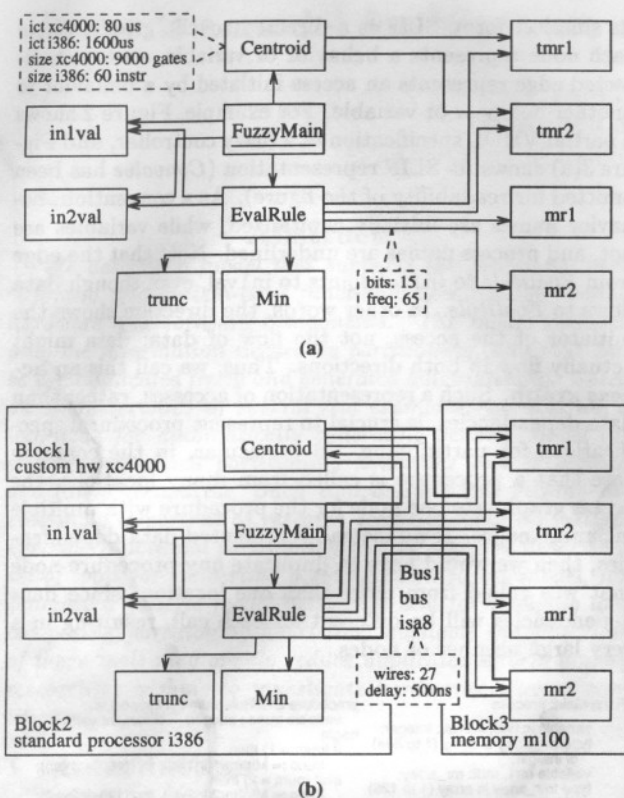 ict xc4000: 80 us
ict i386: 1600us
size xc4000: 9000 gates
size i386: 60 instr
Centroid
tmr1
in1val
FuzzyMain
tmr2
in2val
EvalRule
mr1
trunc
Min
bits: 15
freq: 65
mr2
(a)
Block1
custom hw xc4000
Centroid
tmr1
in1val
FuzzyMain
tmr2
in2val
EvalRule
Bus1
bus
isa8
mr1
trunc
Min
wires: 27
delay: 500ns
mr2
Block2
standard processor i386
Block3
memory m100
(b)